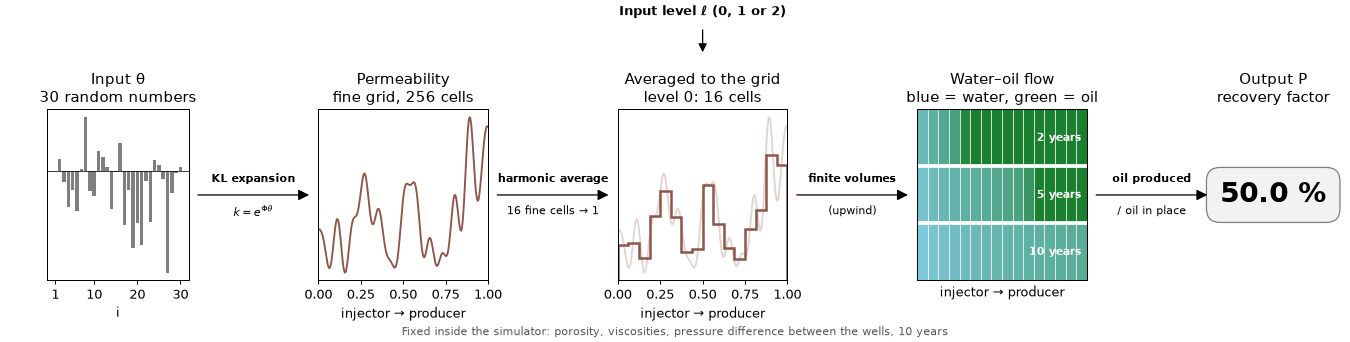 Input level ℓ (0, 1 or 2)
Input θ
30 random numbers
Permeability
fine grid, 256 cells
Averaged to the grid
level 0: 16 cells
Water–oil flow
blue = water, green = oil
Output P
recovery factor
KL expansion
k = e^Φθ
harmonic average
16 fine cells → 1
finite volumes
(upwind)
2 years
5 years
10 years
oil produced
/ oil in place
50.0 %
1 10 20 30
i
0.00 0.25 0.50 0.75 1.00
injector → producer
0.00 0.25 0.50 0.75 1.00
injector → producer
injector → producer
Fixed inside the simulator: porosity, viscosities, pressure difference between the wells, 10 years